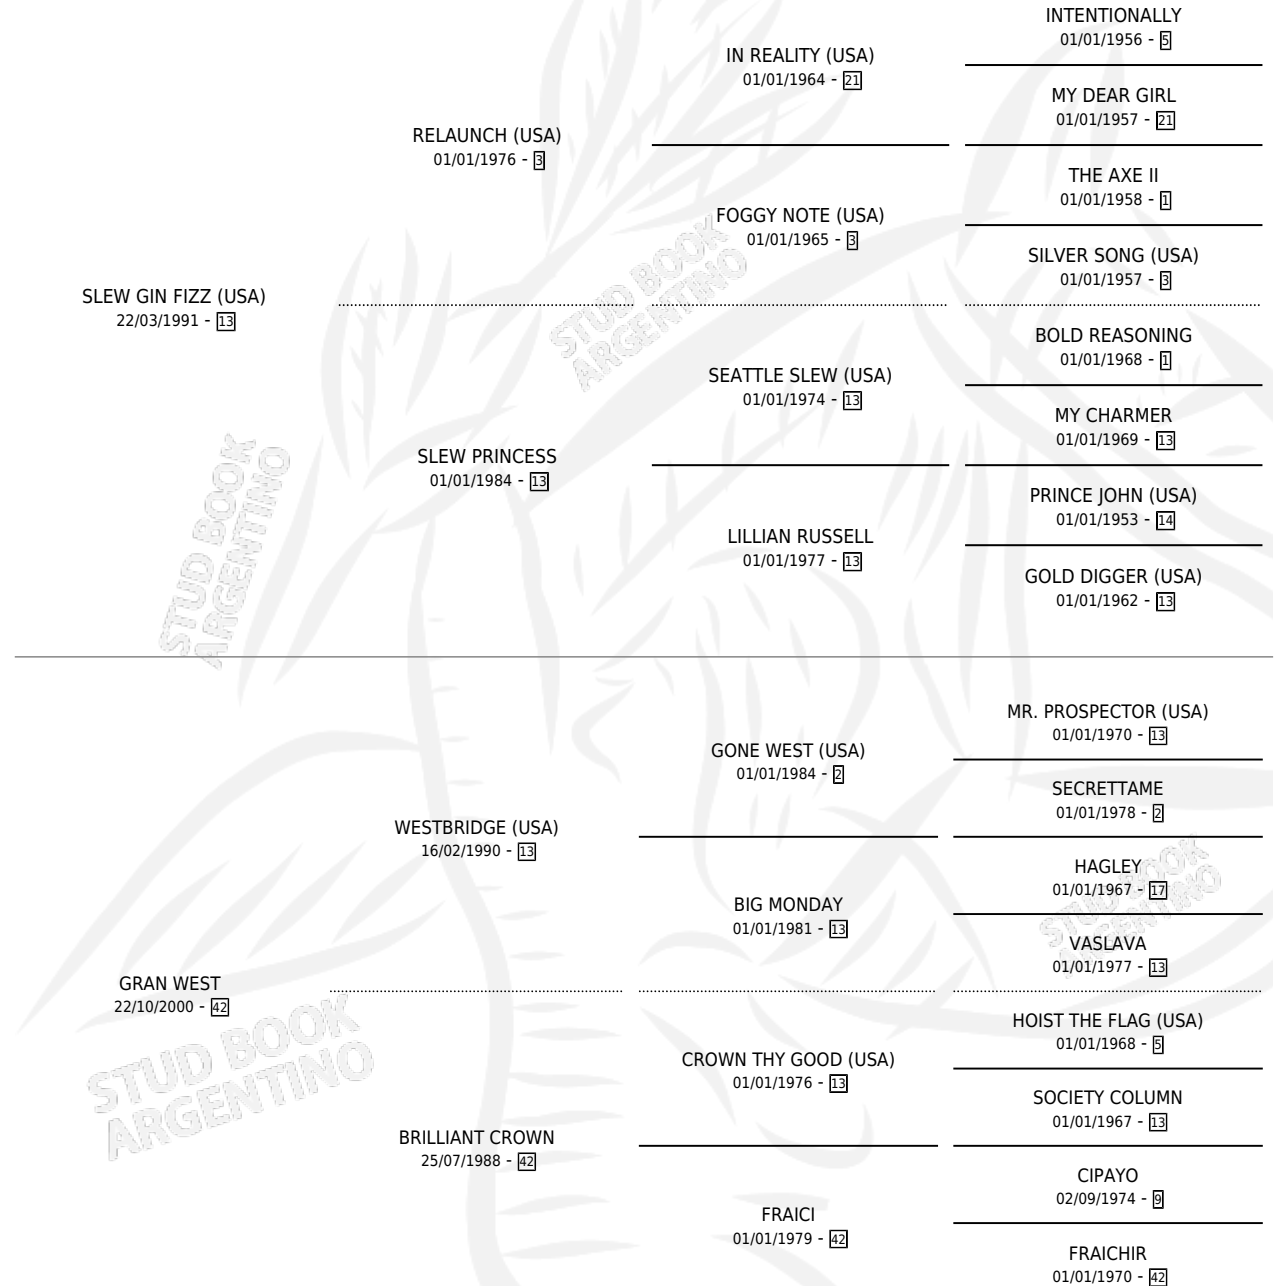 INTENTIONALLY
01/01/1956 - 5
IN REALITY (USA)
01/01/1964 - 21
MY DEAR GIRL
01/01/1957 - 21
RELAUNCH (USA)
01/01/1976 - 3
THE AXE II
01/01/1958 - 1
FOGGY NOTE (USA)
01/01/1965 - 3
SILVER SONG (USA)
01/01/1957 - 3
SLEW GIN FIZZ (USA)
22/03/1991 - 13
BOLD REASONING
01/01/1968 - 1
SEATTLE SLEW (USA)
01/01/1974 - 13
MY CHARMER
01/01/1969 - 13
SLEW PRINCESS
01/01/1984 - 13
PRINCE JOHN (USA)
01/01/1953 - 14
LILLIAN RUSSELL
01/01/1977 - 13
GOLD DIGGER (USA)
01/01/1962 - 13
MR. PROSPECTOR (USA)
01/01/1970 - 13
GONE WEST (USA)
01/01/1984 - 2
SECRETTAME
01/01/1978 - 2
WESTBRIDGE (USA)
16/02/1990 - 13
HAGLEY
01/01/1967 - 17
BIG MONDAY
01/01/1981 - 13
VASLAVA
01/01/1977 - 13
GRAN WEST
22/10/2000 - 42
HOIST THE FLAG (USA)
01/01/1968 - 5
CROWN THY GOOD (USA)
01/01/1976 - 13
SOCIETY COLUMN
01/01/1967 - 13
BRILLIANT CROWN
25/07/1988 - 42
CIPAYO
02/09/1974 - 9
FRAICI
01/01/1979 - 42
FRAICHIR
01/01/1970 - 42
STUD BOOK
ARGENTINO
STUD BOOK
ARGENTINO
STUD BOOK
ARGENTINO
STUD BOOK
ARGENTINO